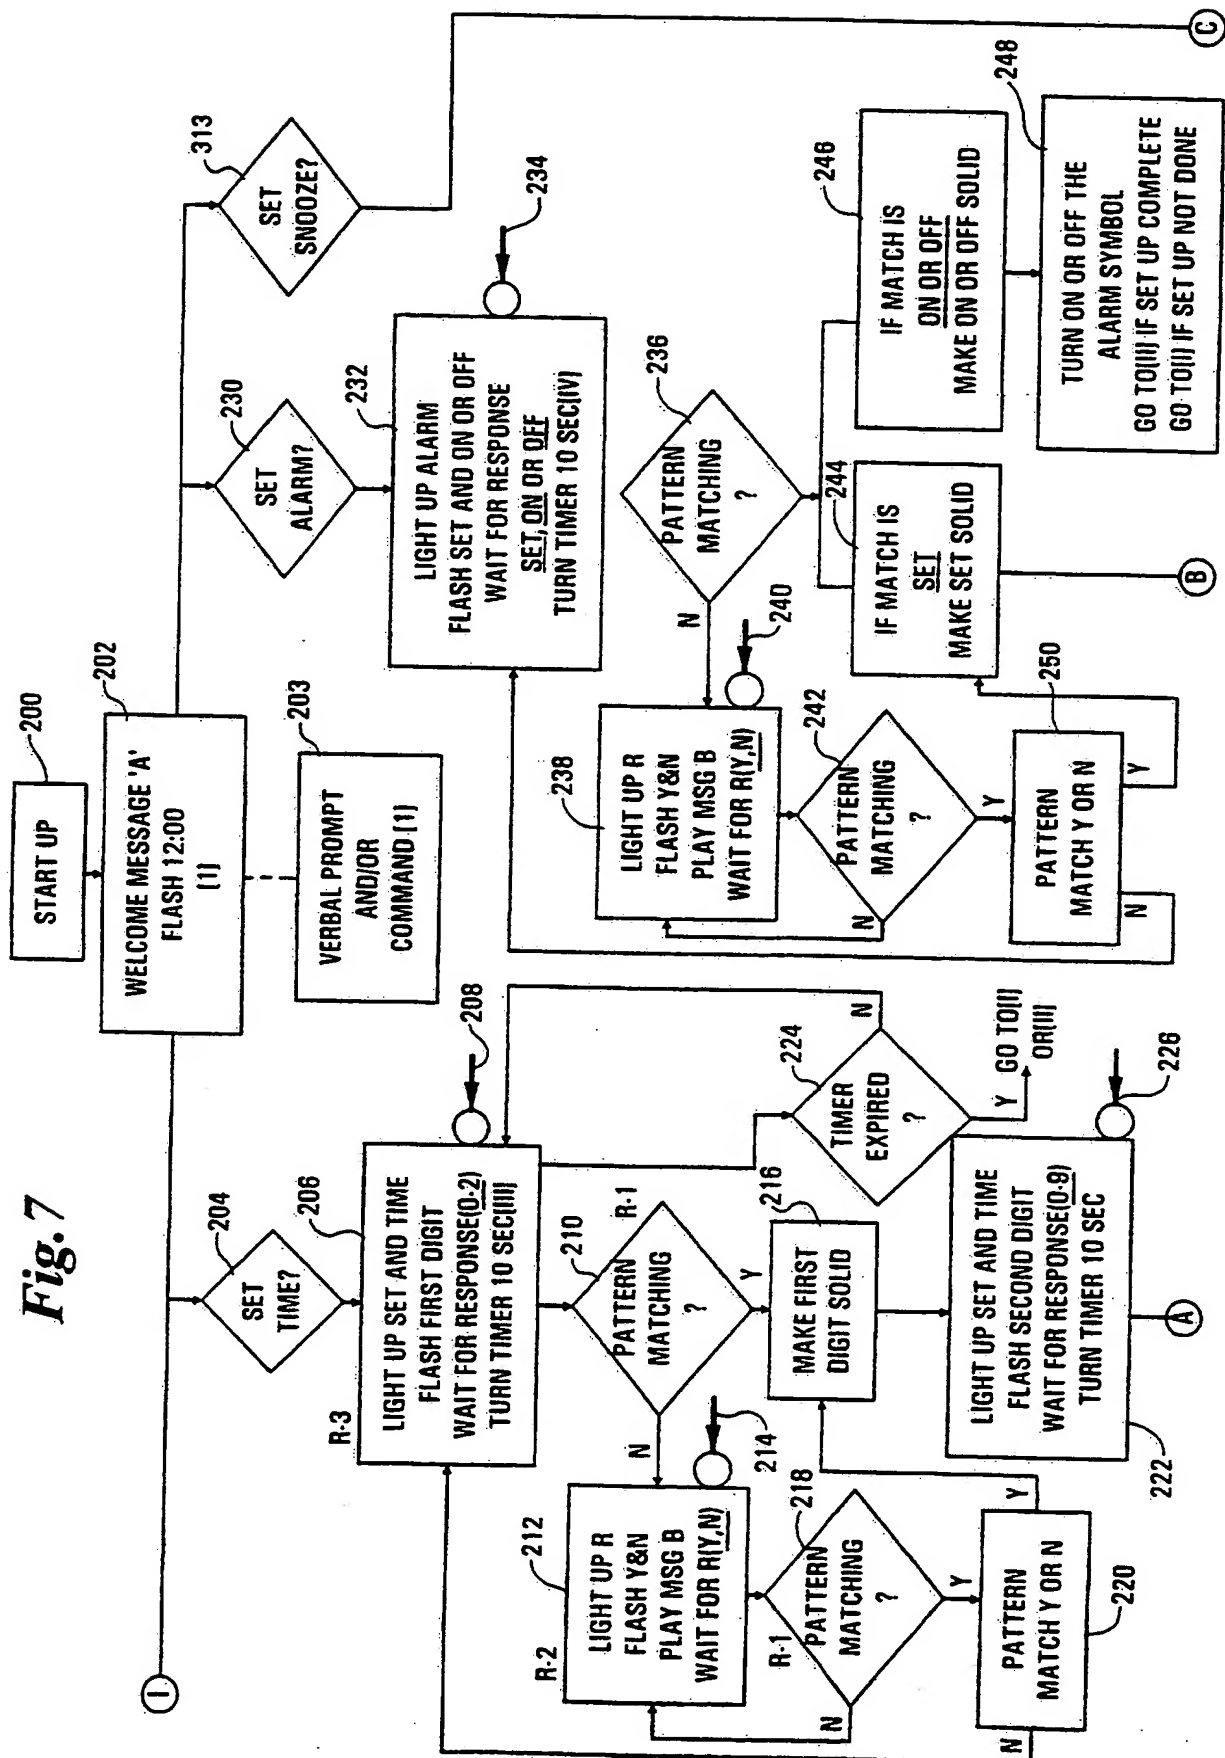 Fig. 7
START UP
200
WELCOME MESSAGE 'A'
FLASH 12:00
[1]
202
VERBAL PROMPT
AND/OR
COMMAND [1]
203
I
SET
TIME?
204
R-3
LIGHT UP SET AND TIME
FLASH FIRST DIGIT
WAIT FOR RESPONSE(0-2)
TURN TIMER 10 SEC[III]
206
208
PATTERN
MATCHING
?
210
R-1
N
Y
R-2
LIGHT UP R
FLASH Y&N
PLAY MSG B
WAIT FOR R(Y,N)
212
214
R-1
PATTERN
MATCHING
?
218
N
Y
PATTERN
MATCH Y OR N
220
N
Y
MAKE FIRST
DIGIT SOLID
216
TIMER
EXPIRED
?
224
N
Y
GO TO[I]
OR[II]
LIGHT UP SET AND TIME
FLASH SECOND DIGIT
WAIT FOR RESPONSE(0-9)
TURN TIMER 10 SEC
222
226
A
SET
ALARM?
230
LIGHT UP ALARM
FLASH SET AND ON OR OFF
WAIT FOR RESPONSE
SET, ON OR OFF
TURN TIMER 10 SEC[IV]
232
234
PATTERN
MATCHING
?
236
N
LIGHT UP R
FLASH Y&N
PLAY MSG B
WAIT FOR R(Y,N)
238
240
PATTERN
MATCHING
?
242
N
Y
PATTERN
MATCH Y OR N
250
N
Y
IF MATCH IS
SET
MAKE SET SOLID
244
B
IF MATCH IS
ON OR OFF
MAKE ON OR OFF SOLID
246
TURN ON OR OFF THE
ALARM SYMBOL
GO TO[II] IF SET UP COMPLETE
GO TO[I] IF SET UP NOT DONE
248
SET
SNOOZE?
313
C